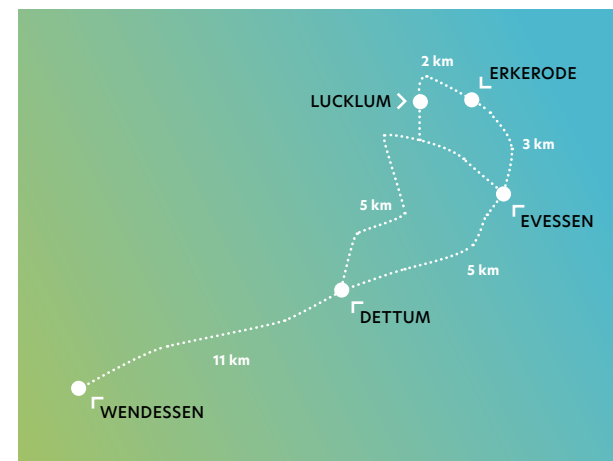 2 km
ERKERODE
LUCKLUM
3 km
5 km
EVESSEN
5 km
DETTUM
11 km
WENDESSEN